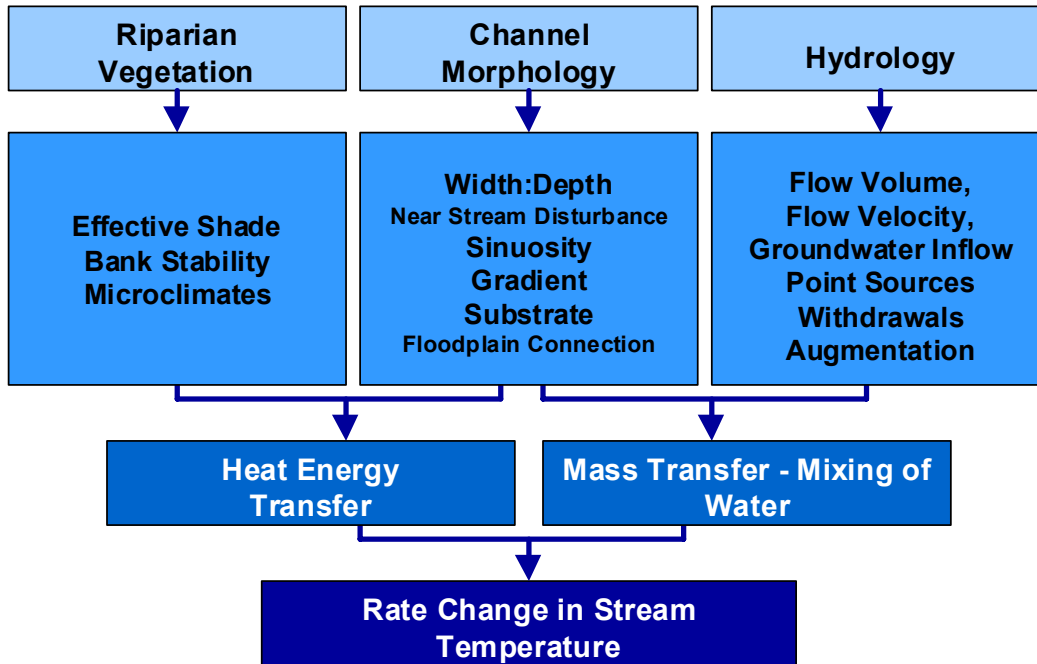 Riparian
Vegetation
Channel
Morphology
Hydrology
Effective Shade
Bank Stability
Microclimates
Width:Depth
Near Stream Disturbance
Sinuosity
Gradient
Substrate
Floodplain Connection
Flow Volume,
Flow Velocity,
Groundwater Inflow
Point Sources
Withdrawals
Augmentation
Heat Energy
Transfer
Mass Transfer - Mixing of
Water
Rate Change in Stream
Temperature